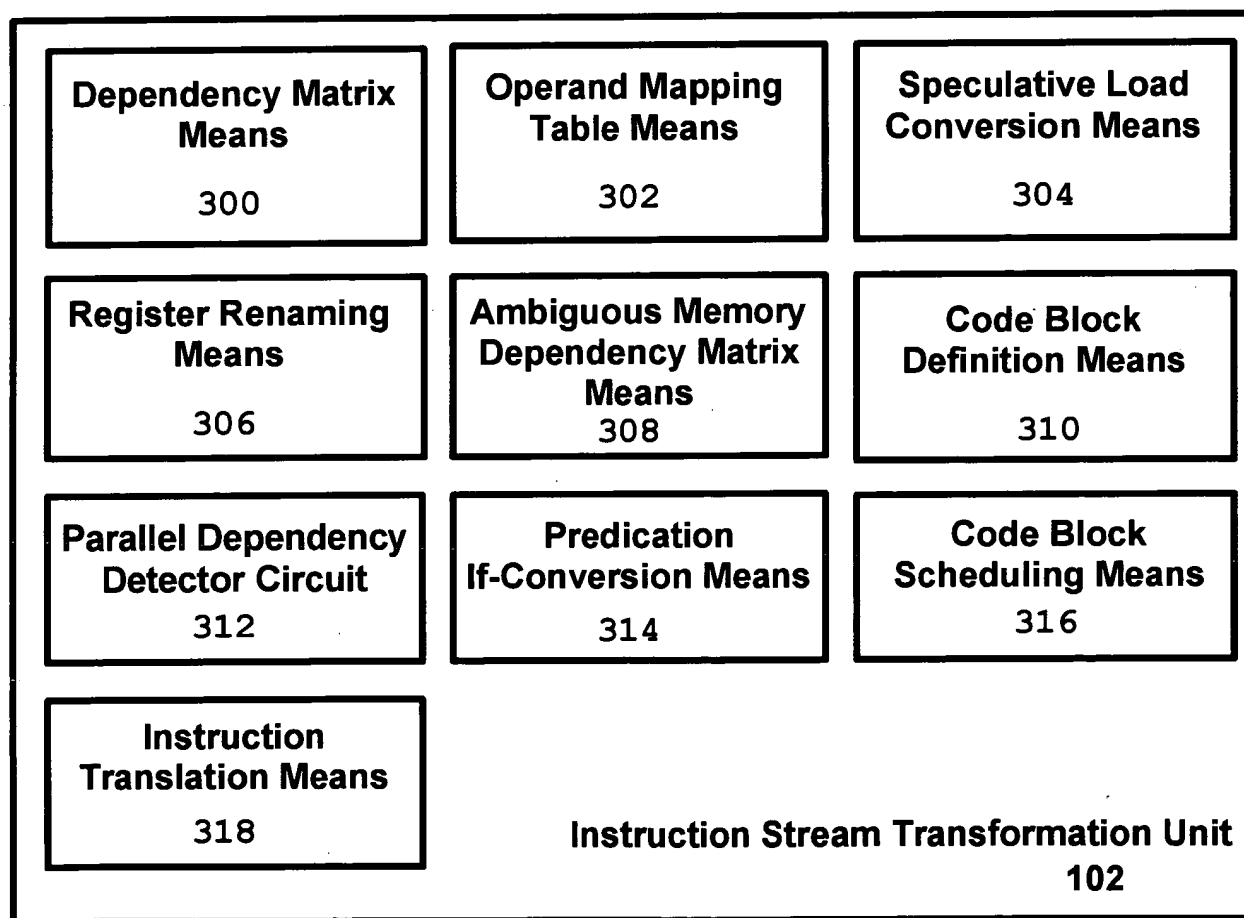 Dependency Matrix
Means
300
Operand Mapping
Table Means
302
Speculative Load
Conversion Means
304
Register Renaming
Means
306
Ambiguous Memory
Dependency Matrix
Means
308
Code Block
Definition Means
310
Parallel Dependency
Detector Circuit
312
Predication
If-Conversion Means
314
Code Block
Scheduling Means
316
Instruction
Translation Means
318
Instruction Stream Transformation Unit
102